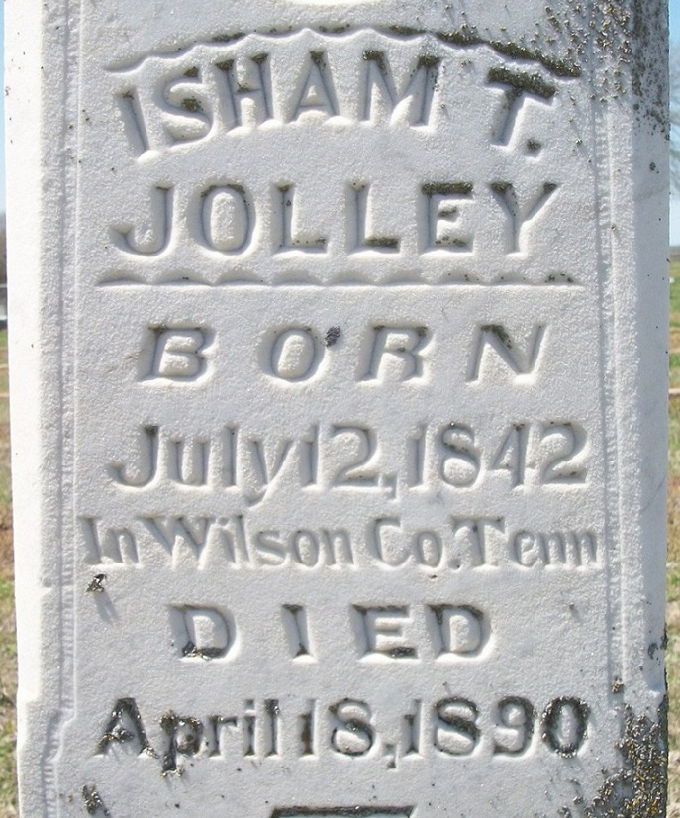 ISHAM T.
JOLLEY
BORN
July 12, 1842
In Wilson Co. Tenn
DIED
April 18, 1890